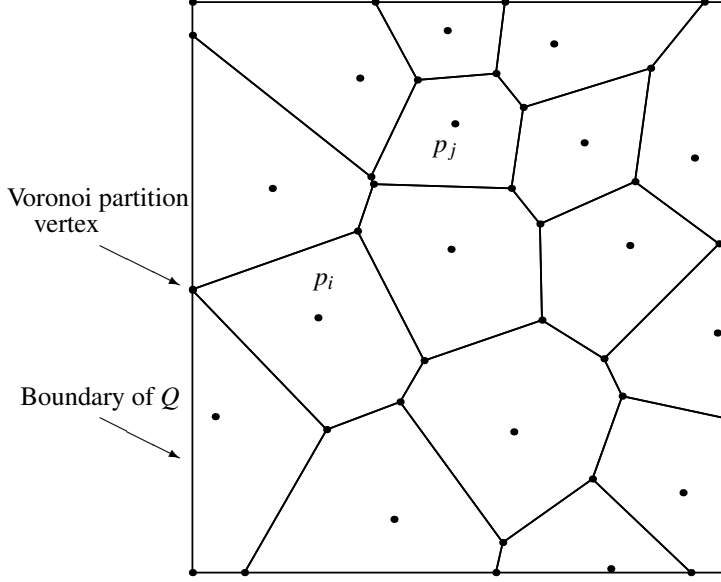 p_j
Voronoi partition
vertex
p_i
Boundary of Q